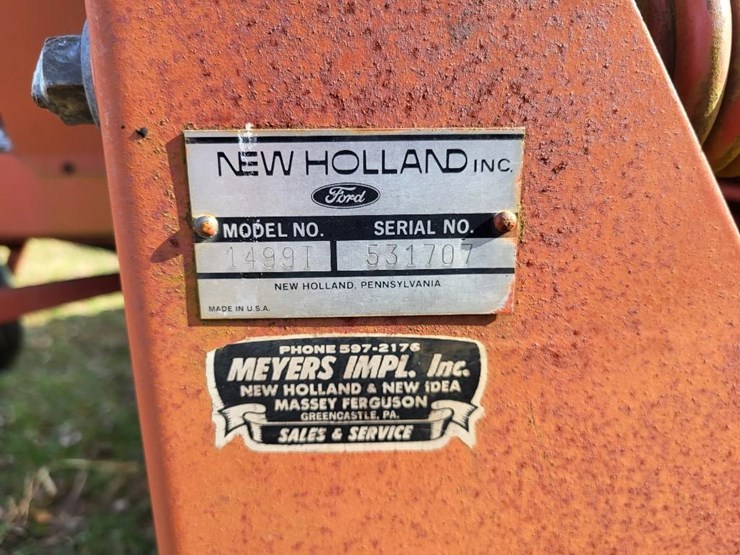 NEW HOLLAND INC.
Ford
MODEL NO. SERIAL NO.
1499I 531707
NEW HOLLAND, PENNSYLVANIA
MADE IN U.S.A.
PHONE 597-2176
MEYERS IMPL. Inc.
NEW HOLLAND & NEW IDEA
MASSEY FERGUSON
GREENCASTLE, PA.
SALES & SERVICE